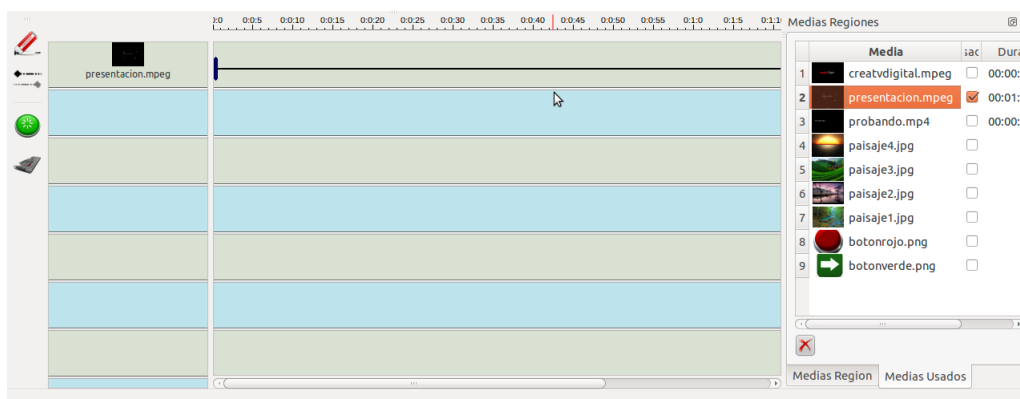 0:0 0:0:5 0:0:10 0:0:15 0:0:20 0:0:25 0:0:30 0:0:35 0:0:40 0:0:45 0:0:50 0:0:55 0:1:0 0:1:5 0:1:1
Medias Regiones
presentacion.mpeg
Media sac Dura
1 creatvdigital.mpeg 00:00:
2 presentacion.mpeg 00:01:
3 probando.mp4 00:00:
4 paisaje4.jpg
5 paisaje3.jpg
6 paisaje2.jpg
7 paisaje1.jpg
8 botonrojo.png
9 botonverde.png
Medias Region Medias Usados